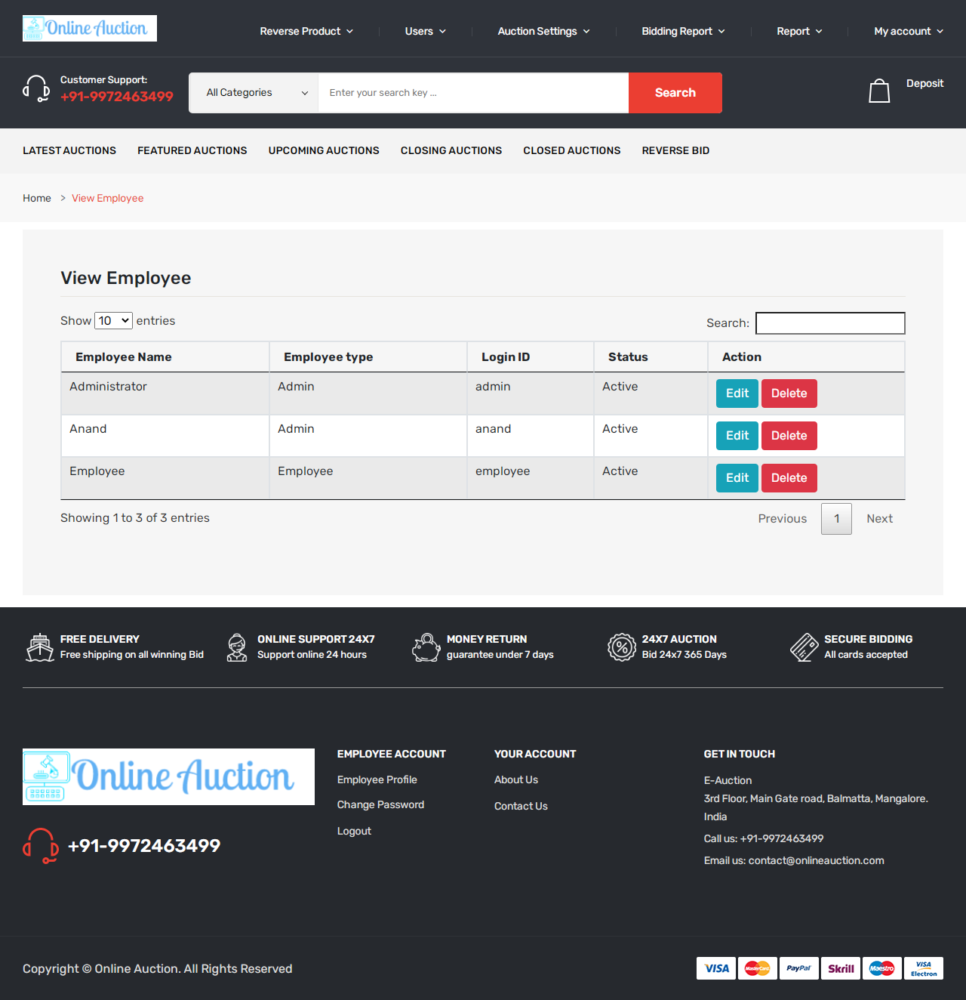 Online Auction
Reverse Product
Users
Auction Settings
Bidding Report
Report
My account
Customer Support:
+91-9972463499
All Categories
Enter your search key ...
Search
Deposit
LATEST AUCTIONS
FEATURED AUCTIONS
UPCOMING AUCTIONS
CLOSING AUCTIONS
CLOSED AUCTIONS
REVERSE BID
Home > View Employee
View Employee
Show 10 entries
Search:
Employee Name Employee type Login ID Status Action
Administrator Admin admin Active Edit Delete
Anand Admin anand Active Edit Delete
Employee Employee employee Active Edit Delete
Showing 1 to 3 of 3 entries
Previous 1 Next
FREE DELIVERY
Free shipping on all winning Bid
ONLINE SUPPORT 24X7
Support online 24 hours
MONEY RETURN
guarantee under 7 days
24X7 AUCTION
Bid 24x7 365 Days
SECURE BIDDING
All cards accepted
Online Auction
+91-9972463499
EMPLOYEE ACCOUNT
Employee Profile
Change Password
Logout
YOUR ACCOUNT
About Us
Contact Us
GET IN TOUCH
E-Auction
3rd Floor, Main Gate road, Balmatta, Mangalore.
India
Call us: +91-9972463499
Email us: contact@onlineauction.com
Copyright © Online Auction. All Rights Reserved
VISA
MasterCard
PayPal
Skrill
Maestro
VISA
Electron